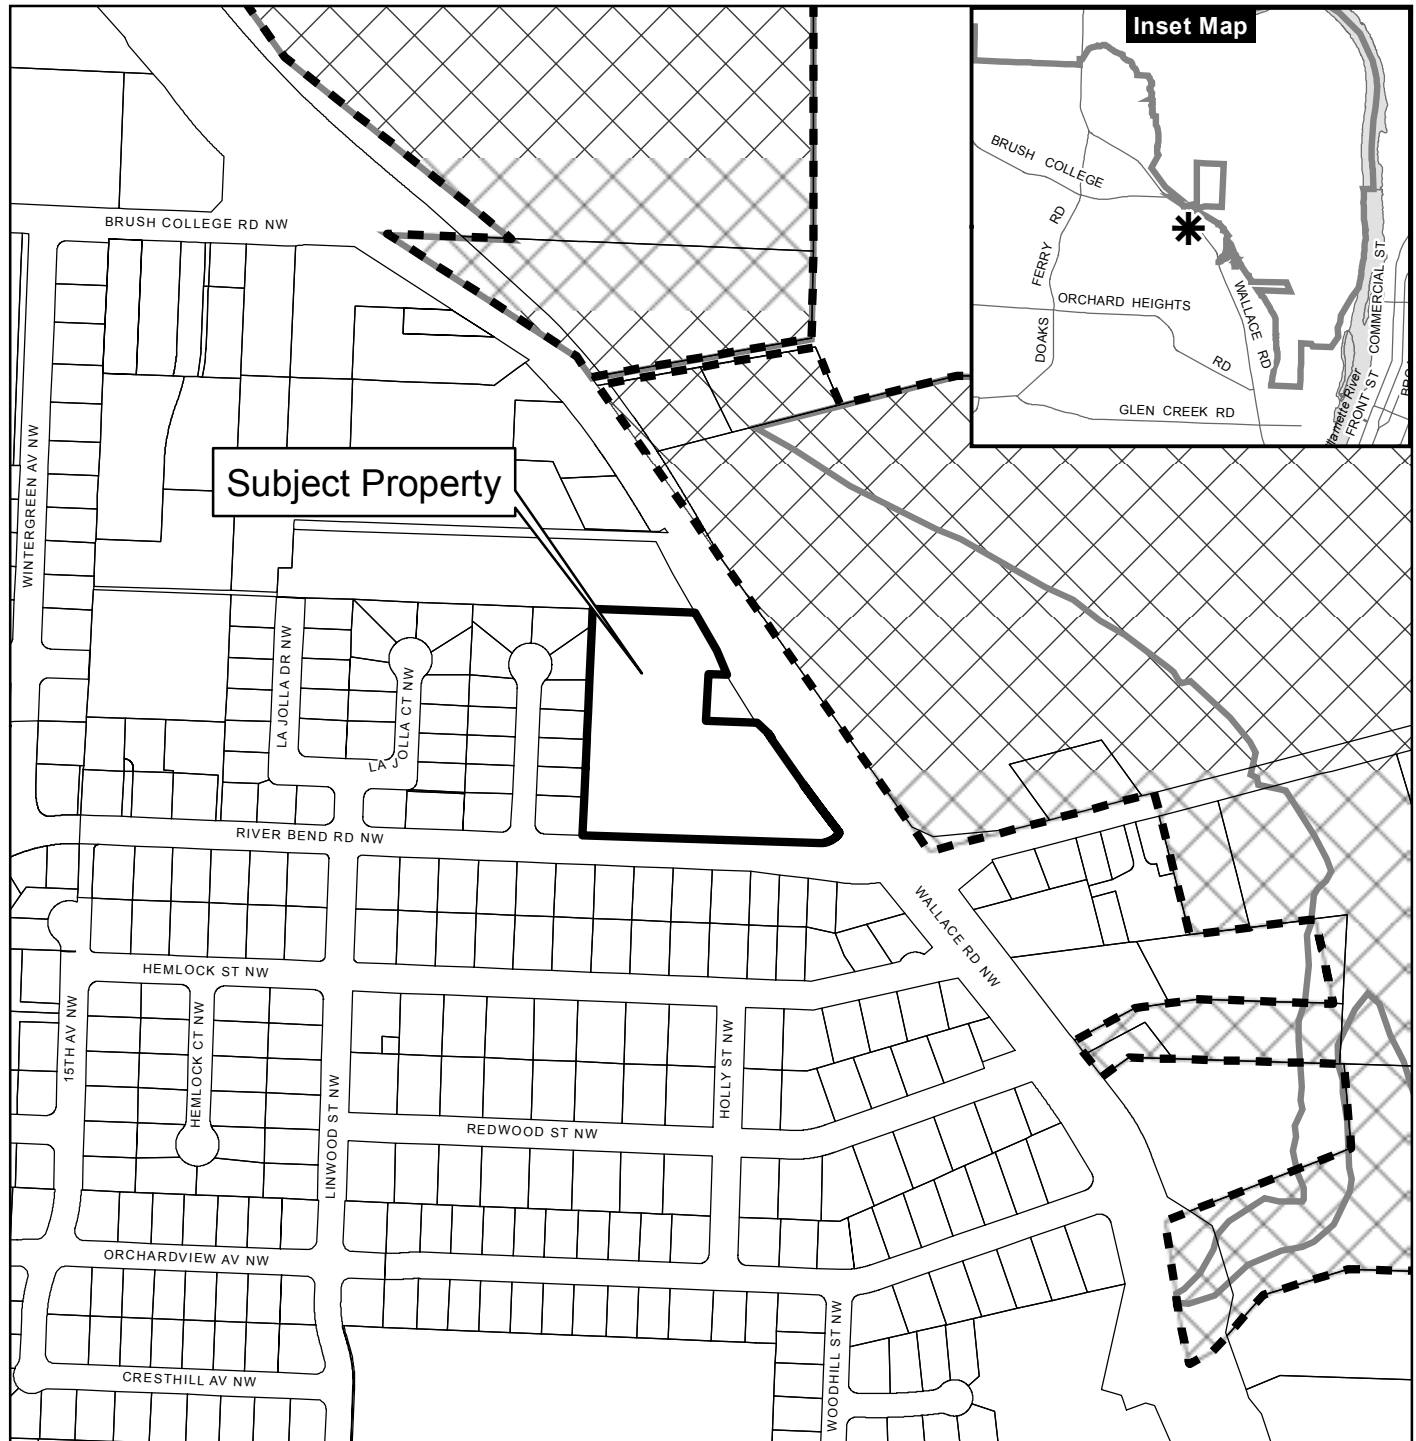 Inset Map
BRUSH COLLEGE
FERRY RD
DOAKS
ORCHARD HEIGHTS
RD
WALLACE RD
GLEN CREEK RD
FRONT ST
COMMERCIAL ST
River
BRUSH COLLEGE RD NW
WINTERGREEN AV NW
Subject Property
LA JOLLA DR NW
LA JOLLA CT NW
RIVER BEND RD NW
WALLACE RD NW
HEMLOCK ST NW
15TH AV NW
HEMLOCK CT NW
LINWOOD ST NW
HOLLY ST NW
REDWOOD ST NW
ORCHARDVIEW AV NW
CRESTHILL AV NW
WOODHILL ST NW